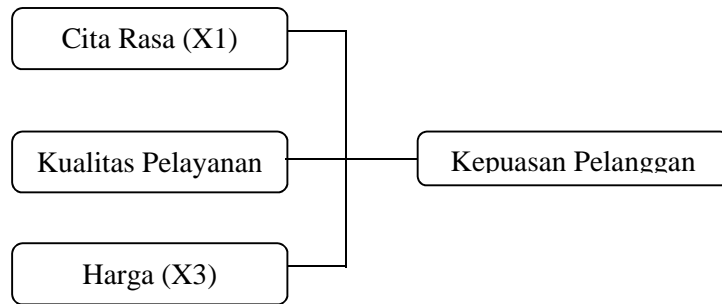 Cita Rasa (X1)
Kualitas Pelayanan
Kepuasan Pelanggan
Harga (X3)